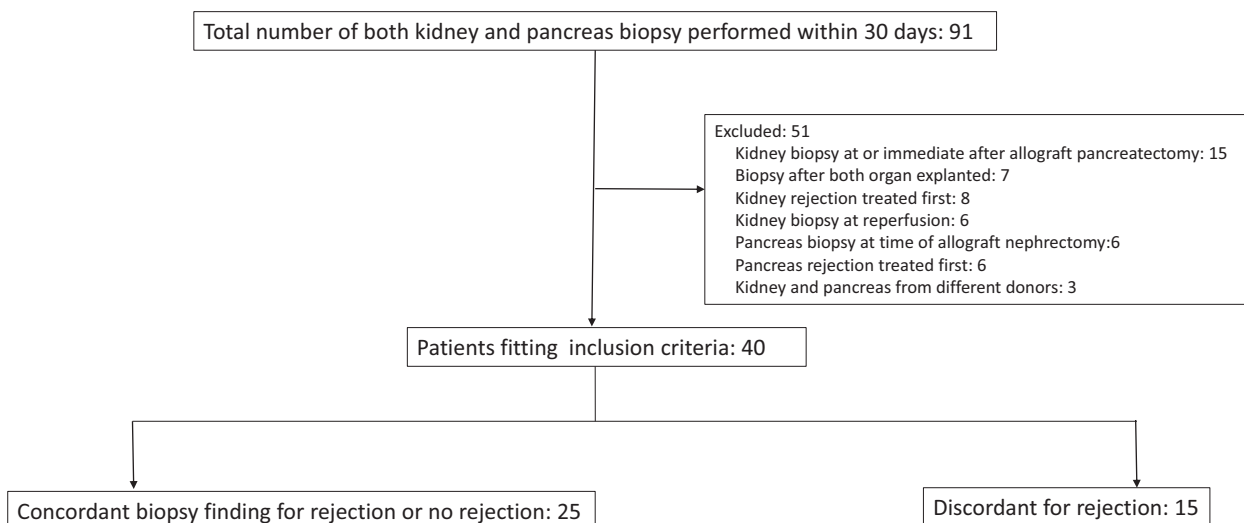 Total number of both kidney and pancreas biopsy performed within 30 days: 91
Excluded: 51
Kidney biopsy at or immediate after allograft pancreatectomy: 15
Biopsy after both organ explanted: 7
Kidney rejection treated first: 8
Kidney biopsy at reperfusion: 6
Pancreas biopsy at time of allograft nephrectomy:6
Pancreas rejection treated first: 6
Kidney and pancreas from different donors: 3
Patients fitting inclusion criteria: 40
Concordant biopsy finding for rejection or no rejection: 25
Discordant for rejection: 15